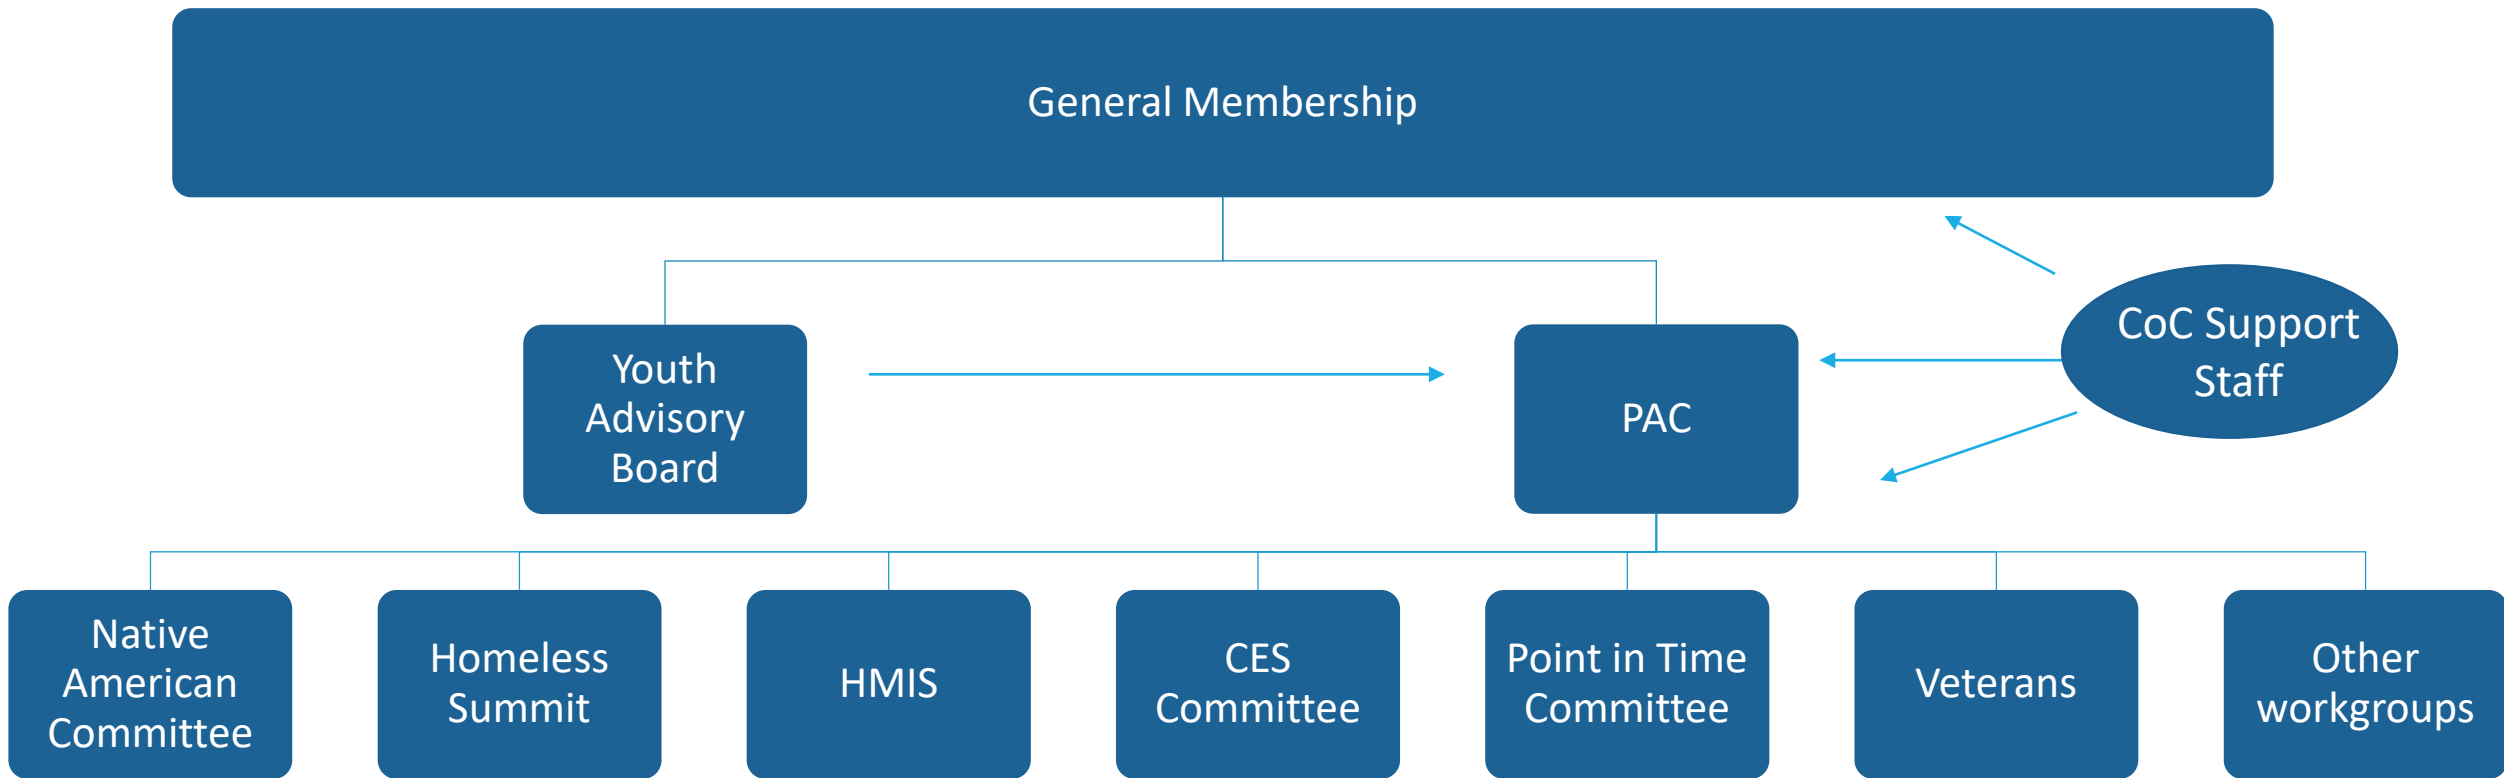 General Membership
CoC Support
Staff
Youth
Advisory
Board
PAC
Native
American
Committee
Homeless
Summit
HMIS
CES
Committee
Point in Time
Committee
Veterans
Other
workgroups